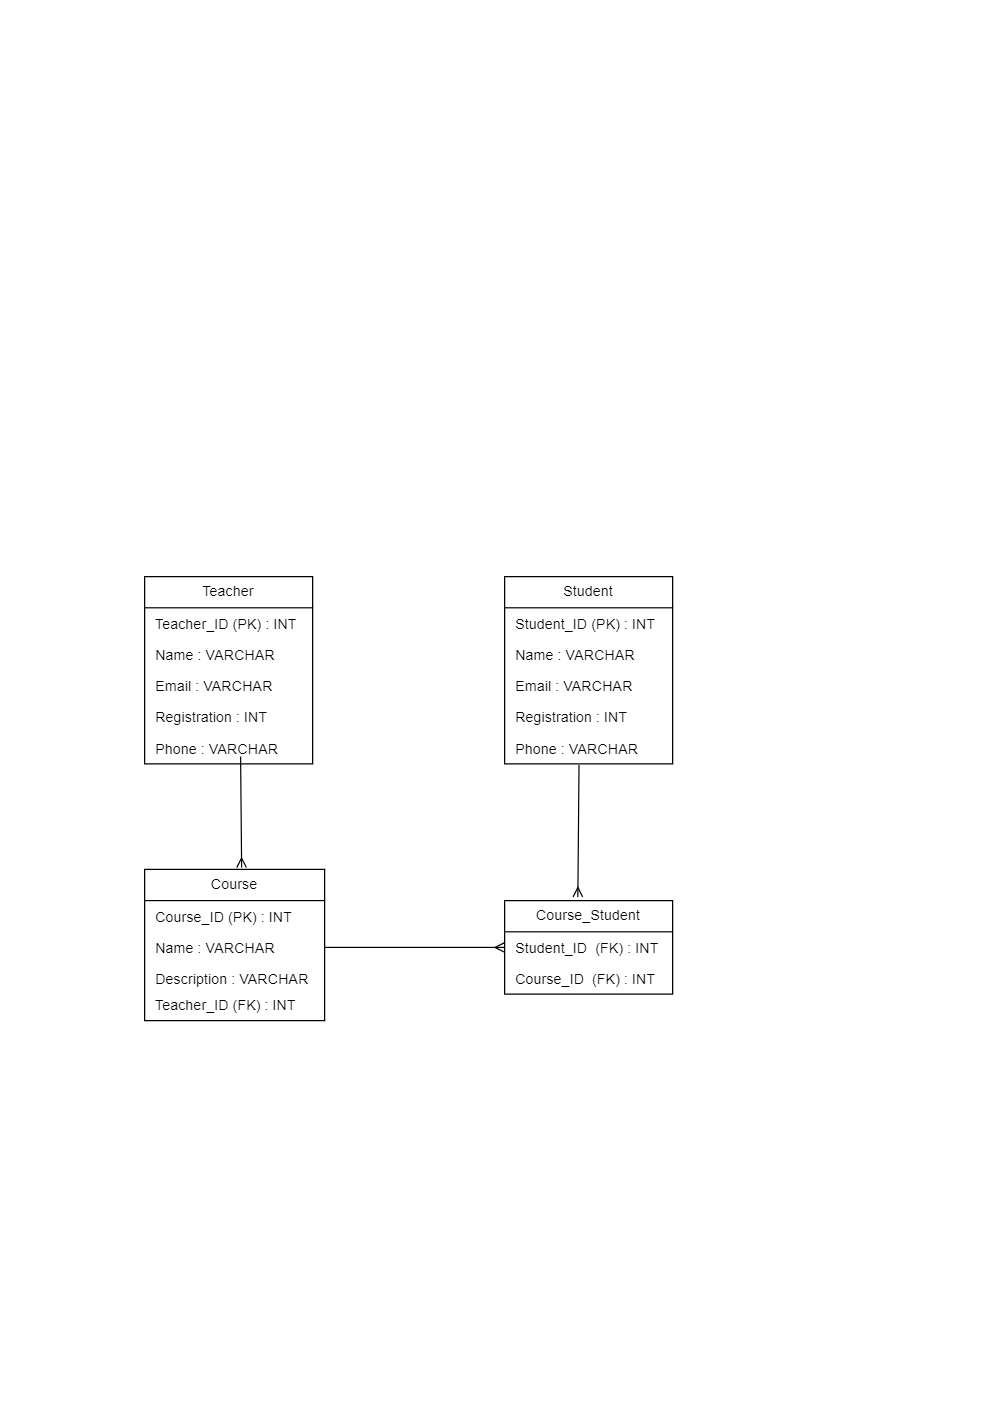 Teacher
Teacher_ID (PK) : INT
Name : VARCHAR
Email : VARCHAR
Registration : INT
Phone : VARCHAR
Student
Student_ID (PK) : INT
Name : VARCHAR
Email : VARCHAR
Registration : INT
Phone : VARCHAR
Course
Course_ID (PK) : INT
Name : VARCHAR
Description : VARCHAR
Teacher_ID (FK) : INT
Course_Student
Student_ID  (FK) : INT
Course_ID  (FK) : INT